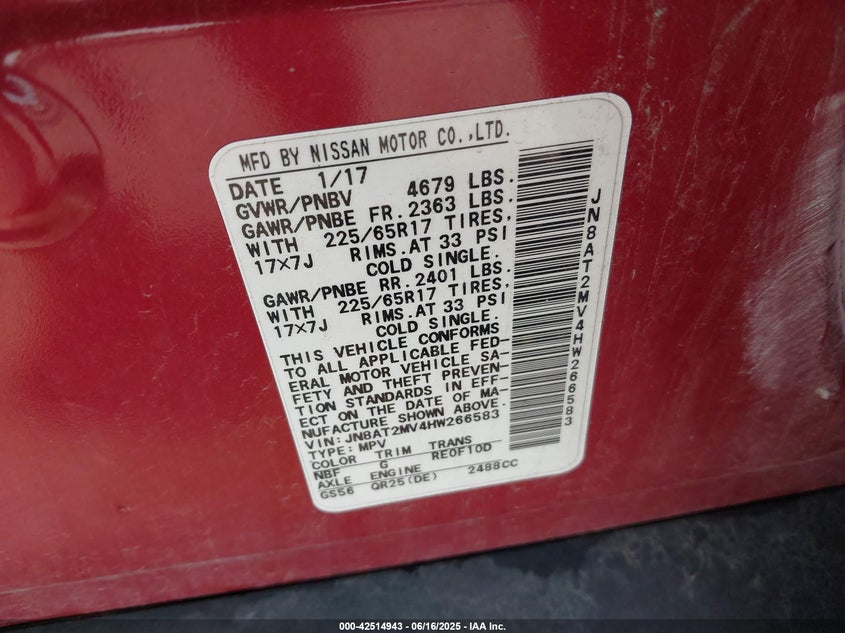 MFD BY NISSAN MOTOR CO.,LTD.
DATE 1/17
GVWR/PNBV 4679 LBS.
GAWR/PNBE FR. 2363 LBS.
WITH 225/65R17 TIRES,
17×7J RIMS.AT 33 PSI
COLD SINGLE.
GAWR/PNBE RR. 2401 LBS.
WITH 225/65R17 TIRES,
17×7J RIMS.AT 33 PSI
COLD SINGLE.
THIS VEHICLE CONFORMS
TO ALL APPLICABLE FED-
ERAL MOTOR VEHICLE SA-
FETY AND THEFT PREVEN-
TION STANDARDS IN EFF-
ECT ON THE DATE OF MA-
NUFACTURE SHOWN ABOVE.
VIN:JN8AT2MV4HW266583
TYPE:MPV
COLOR TRIM TRANS
NBF G RE0F10D
AXLE ENGINE
GS56 QR25(DE) 2488CC
JN8AT2MV4HW266583
000-42514943 / 06/16/2025 - IAA Inc.